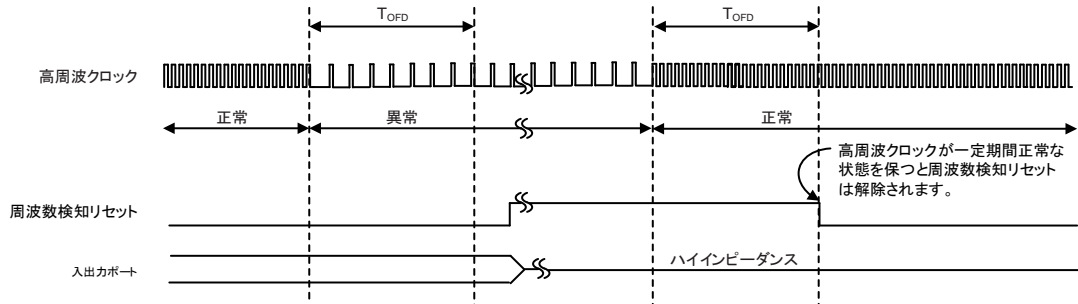 TOFD TOFD
高周波クロック
正常 異常 正常
高周波クロックが一定期間正常な
状態を保つと周波数検知リセット
は解除されます。
周波数検知リセット
ハイインピーダンス
入出力ポート